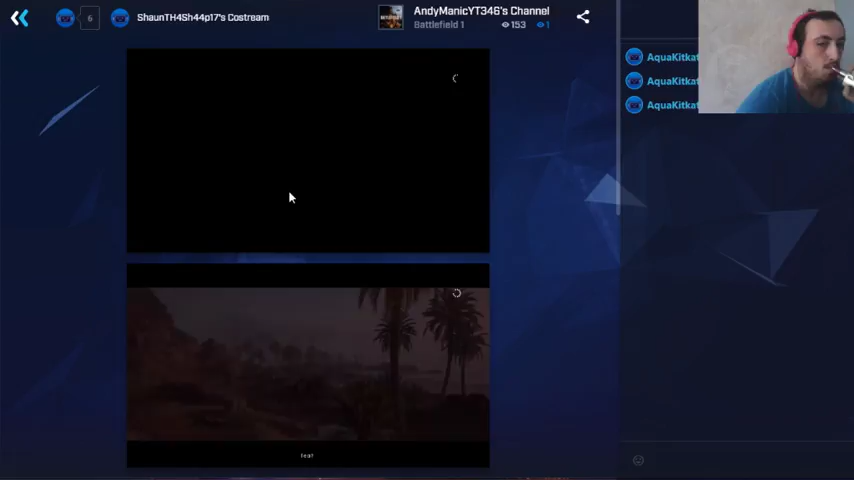 6
ShaunTH4Sh44p17's Costream
AndyManicYT346's Channel
Battlefield 1
153
1
AquaKitkat
AquaKitkat
AquaKitkat